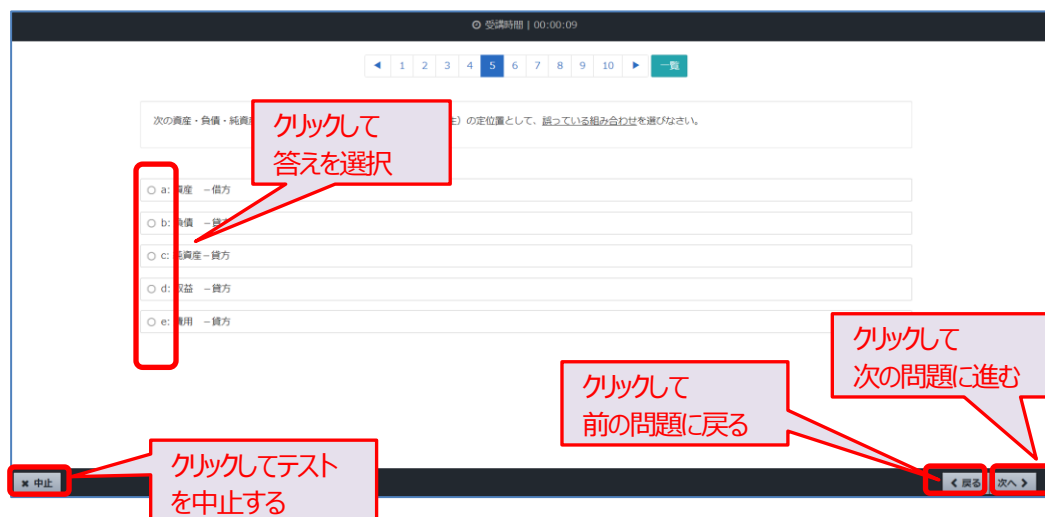 受講時間 | 00:00:09
◀ 1 2 3 4 5 6 7 8 9 10 ▶ 一覧
次の資産・負債・純資 の定位置として、誤っている組み合わせを選びなさい。
クリックして
答えを選択
a: 資産 －借方
b: 負債 －貸方
c: 純資産－貸方
d: 収益 －貸方
e: 費用 －貸方
クリックして
次の問題に進む
クリックして
前の問題に戻る
クリックしてテスト
を中止する
✖ 中止
❮ 戻る
次へ ❯